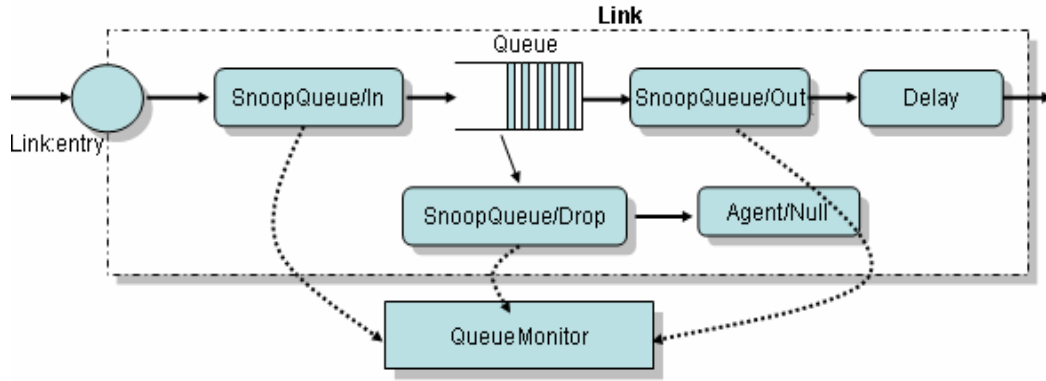 Link
Queue
SnoopQueue/In
SnoopQueue/Out
Delay
Link:entry
SnoopQueue/Drop
Agent/Null
QueueMonitor